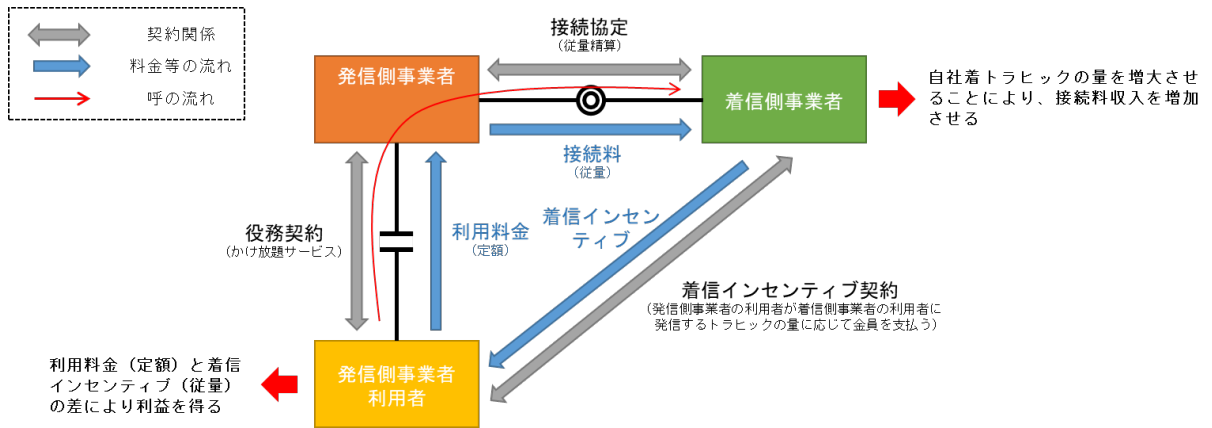 契約関係
料金等の流れ
呼の流れ
接続協定
（従量精算）
発信側事業者
着信側事業者
自社着トラヒックの量を増大させ
ることにより、接続料収入を増加
させる
接続料
（従量）
役務契約
（かけ放題サービス）
利用料金
（定額）
着信インセン
ティブ
着信インセンティブ契約
（発信側事業者の利用者が着信側事業者の利用者に
発信するトラヒックの量に応じて金員を支払う）
利用料金（定額）と着信
インセンティブ（従量）
の差により利益を得る
発信側事業者
利用者